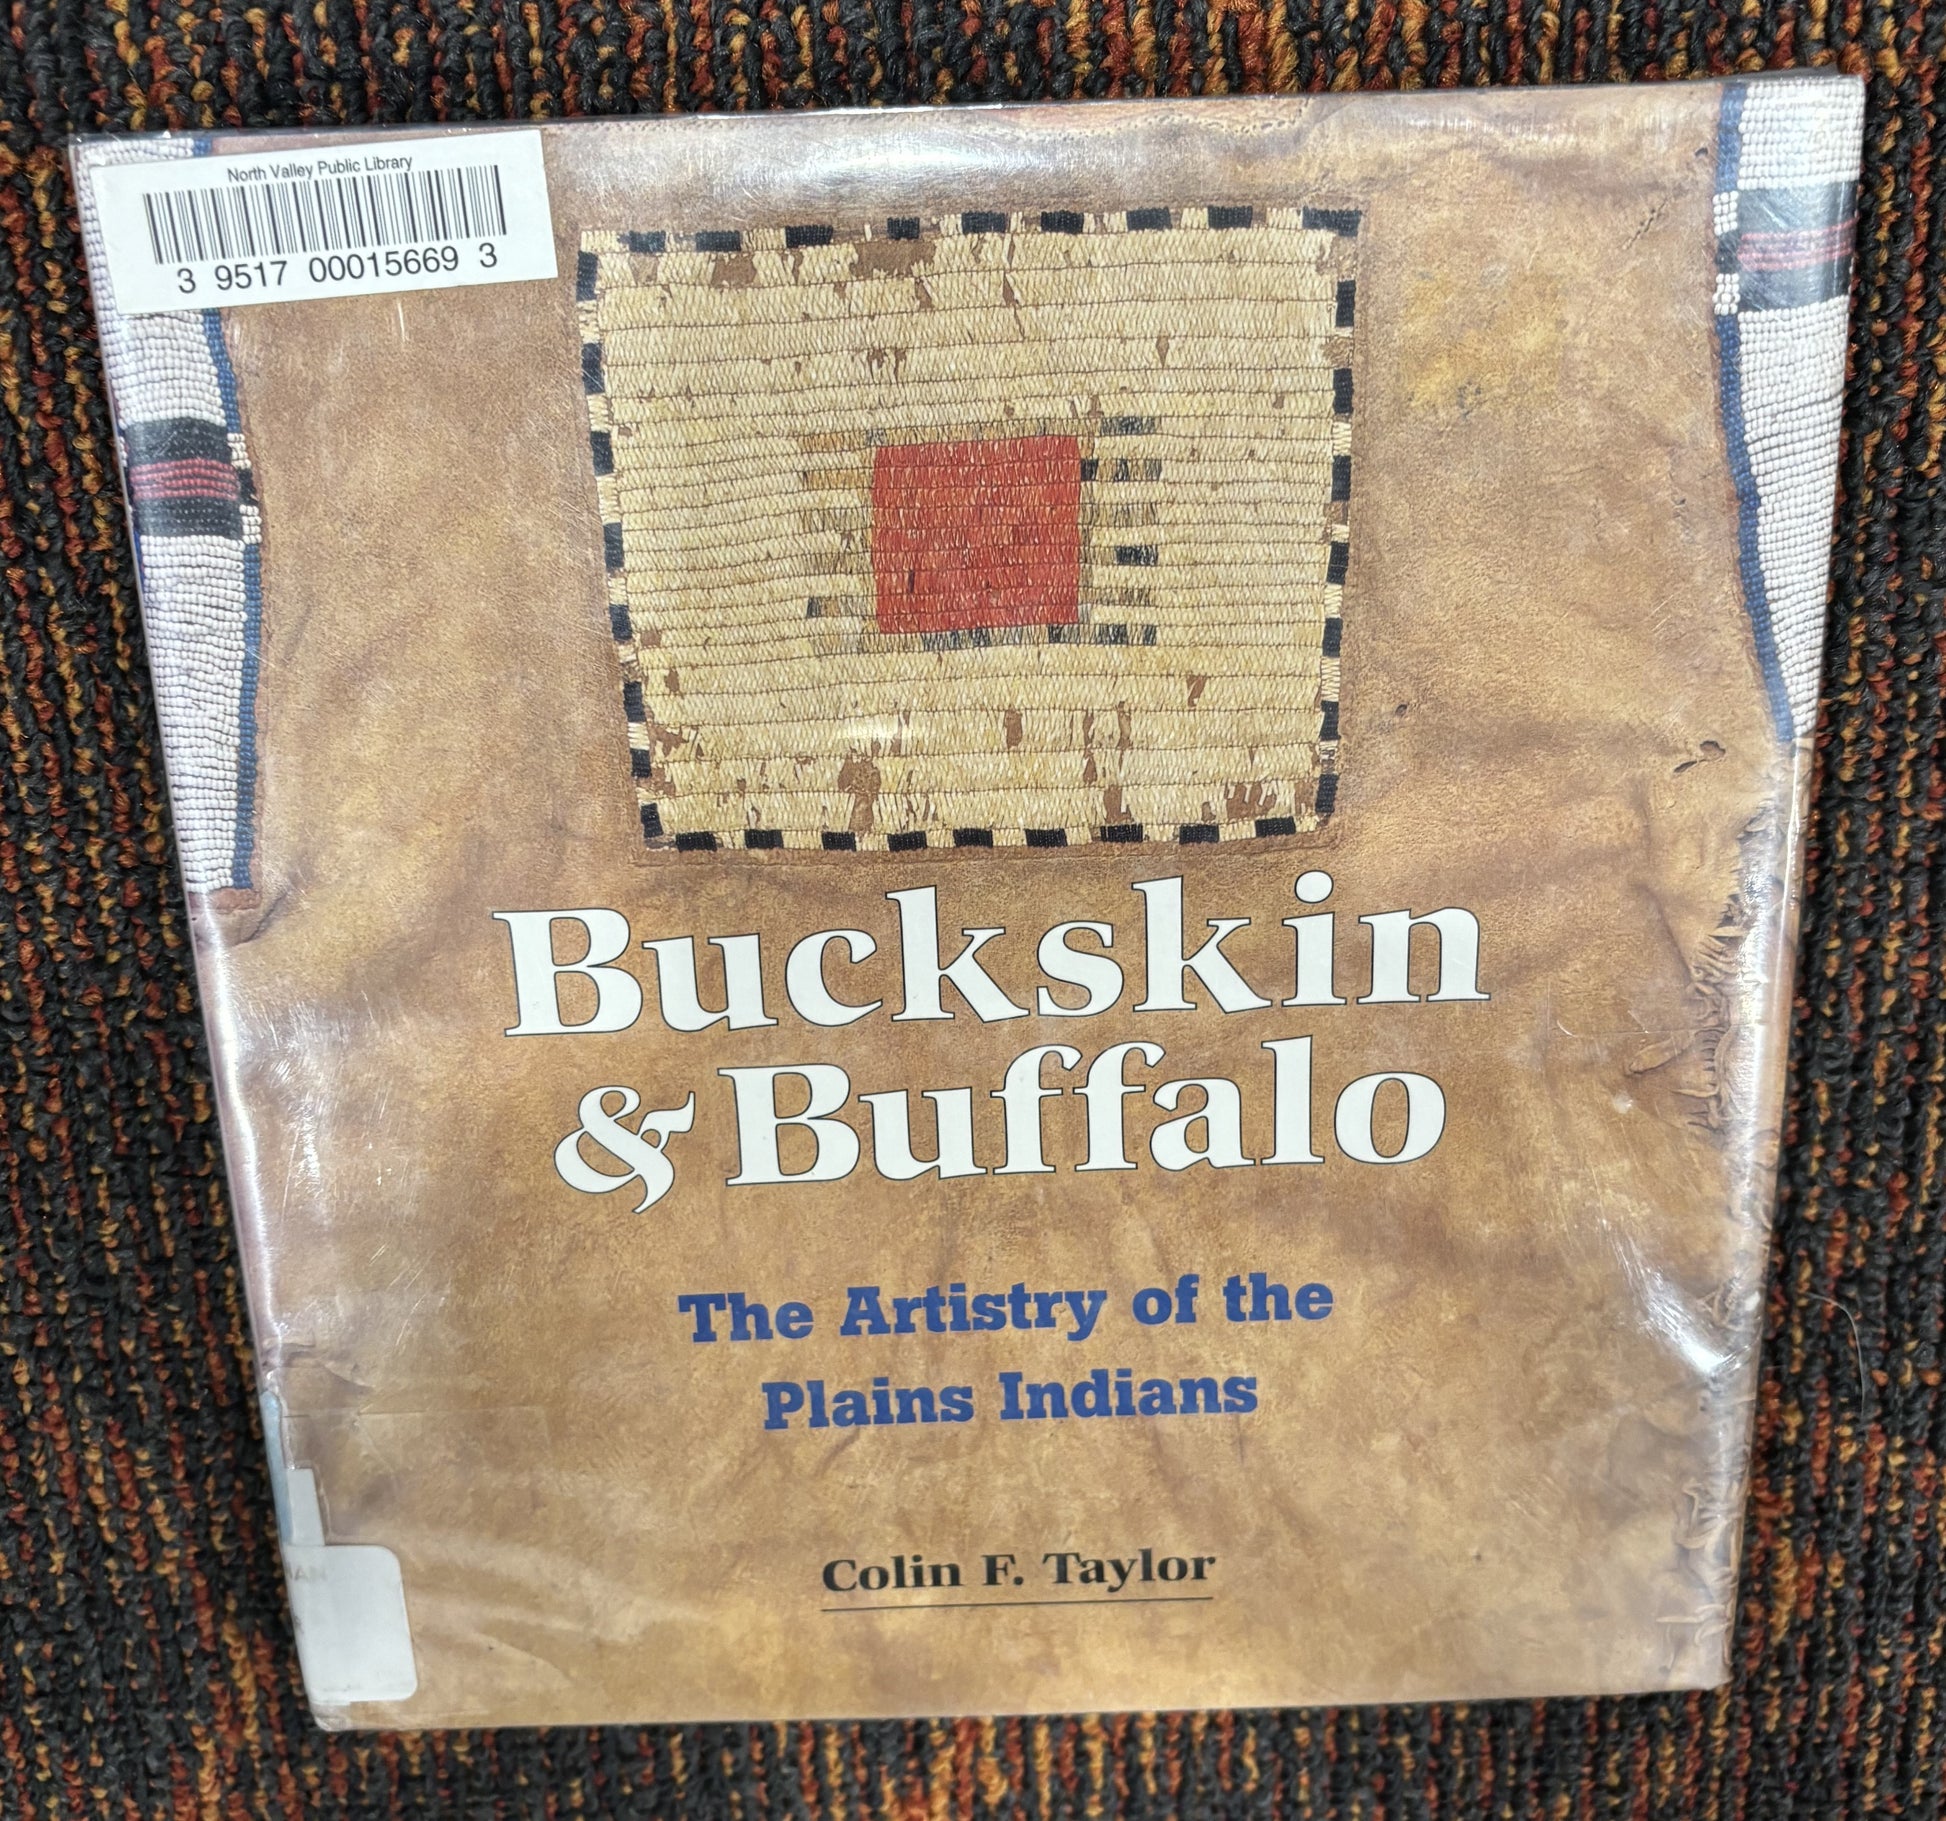 North Valley Public Library
3 9517 00015669 3
Buckskin
& Buffalo
The Artistry of the
Plains Indians
Colin F. Taylor